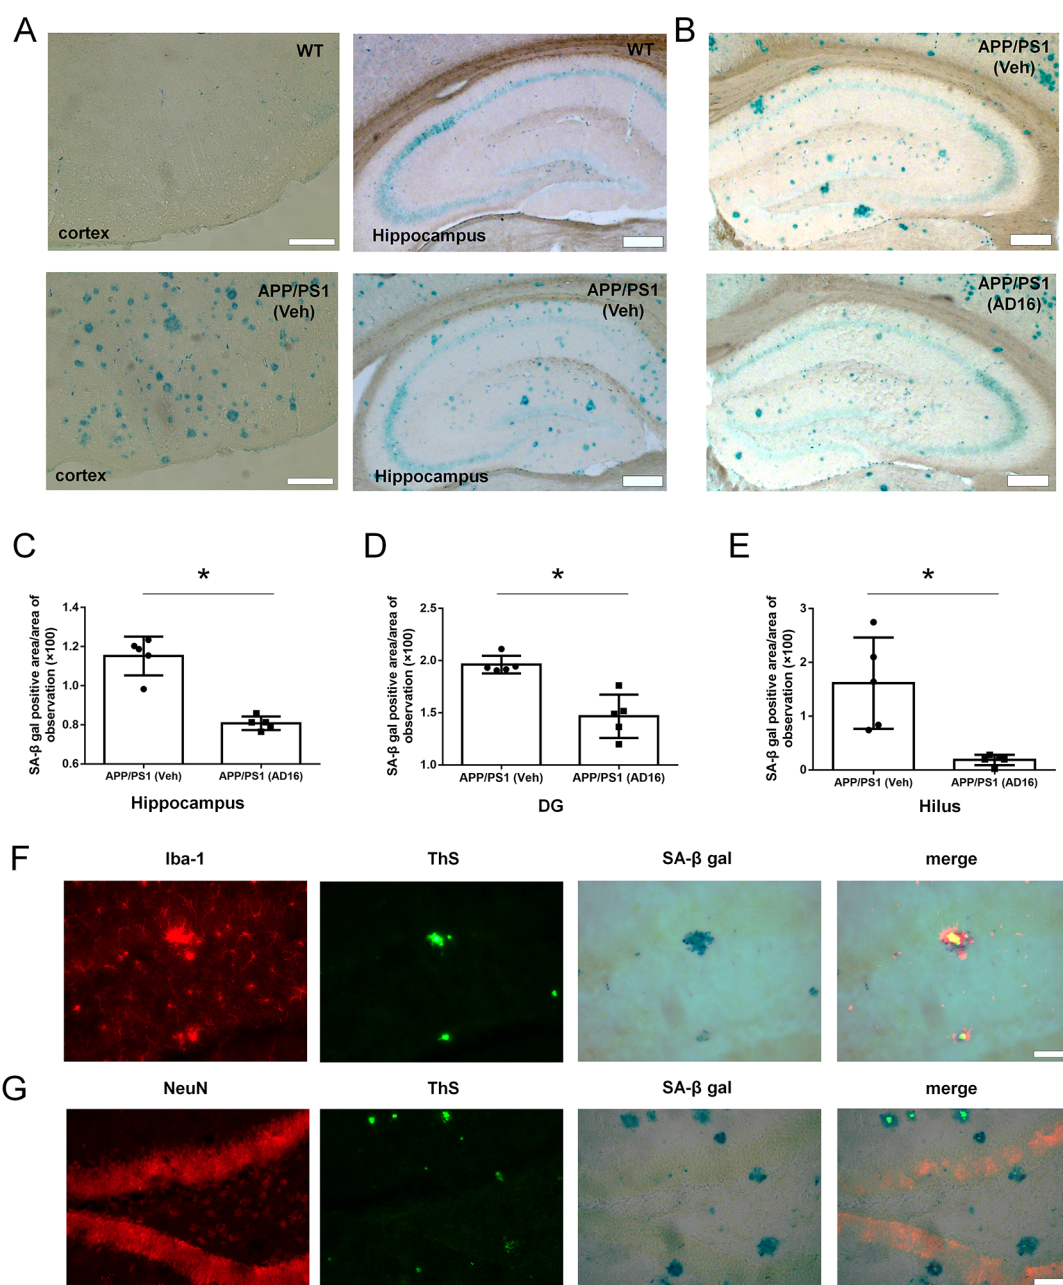 A
WT
cortex
WT
Hippocampus
B
APP/PS1
(Veh)
APP/PS1
(Veh)
cortex
APP/PS1
(Veh)
Hippocampus
APP/PS1
(AD16)
C
*
SA-β gal positive area/area of
observation (×100)
1.4
1.2
1.0
0.8
0.6
APP/PS1 (Veh)
APP/PS1 (AD16)
Hippocampus
D
*
SA-β gal positive area/area of
observation (×100)
2.5
2.0
1.5
1.0
APP/PS1 (Veh)
APP/PS1 (AD16)
DG
E
*
SA-β gal positive area/area of
observation (×100)
3
2
1
0
APP/PS1 (Veh)
APP/PS1 (AD16)
Hilus
F
Iba-1
ThS
SA-β gal
merge
G
NeuN
ThS
SA-β gal
merge